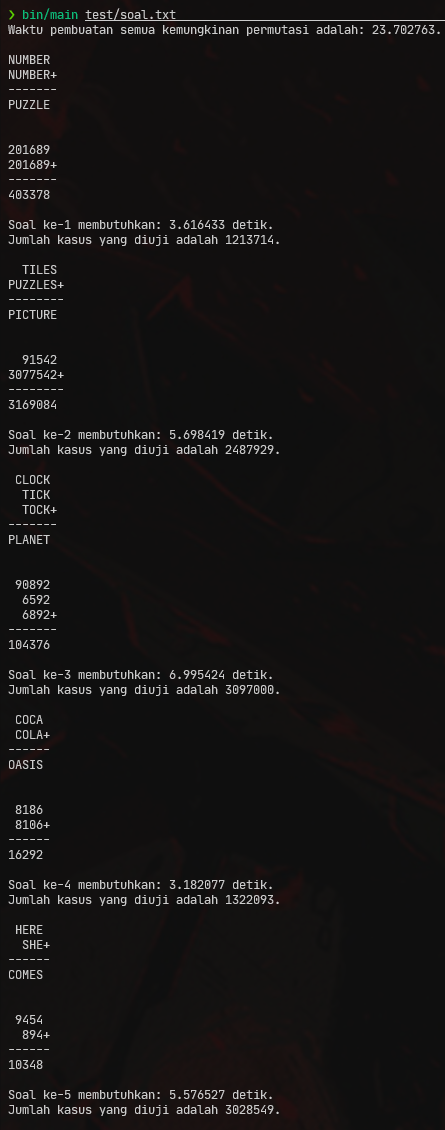 ❯ bin/main test/soal.txt
Waktu pembuatan semua kemungkinan permutasi adalah: 23.702763.
NUMBER
NUMBER+
-------
PUZZLE
201689
201689+
-------
403378
Soal ke-1 membutuhkan: 3.616433 detik.
Jumlah kasus yang diuji adalah 1213714.
  TILES
PUZZLES+
--------
PICTURE
  91542
3077542+
--------
3169084
Soal ke-2 membutuhkan: 5.698419 detik.
Jumlah kasus yang diuji adalah 2487929.
 CLOCK
  TICK
  TOCK+
-------
PLANET
 90892
  6592
  6892+
-------
104376
Soal ke-3 membutuhkan: 6.995424 detik.
Jumlah kasus yang diuji adalah 3097000.
 COCA
 COLA+
------
OASIS
 8186
 8106+
------
16292
Soal ke-4 membutuhkan: 3.182077 detik.
Jumlah kasus yang diuji adalah 1322093.
 HERE
  SHE+
------
COMES
 9454
  894+
------
10348
Soal ke-5 membutuhkan: 5.576527 detik.
Jumlah kasus yang diuji adalah 3028549.